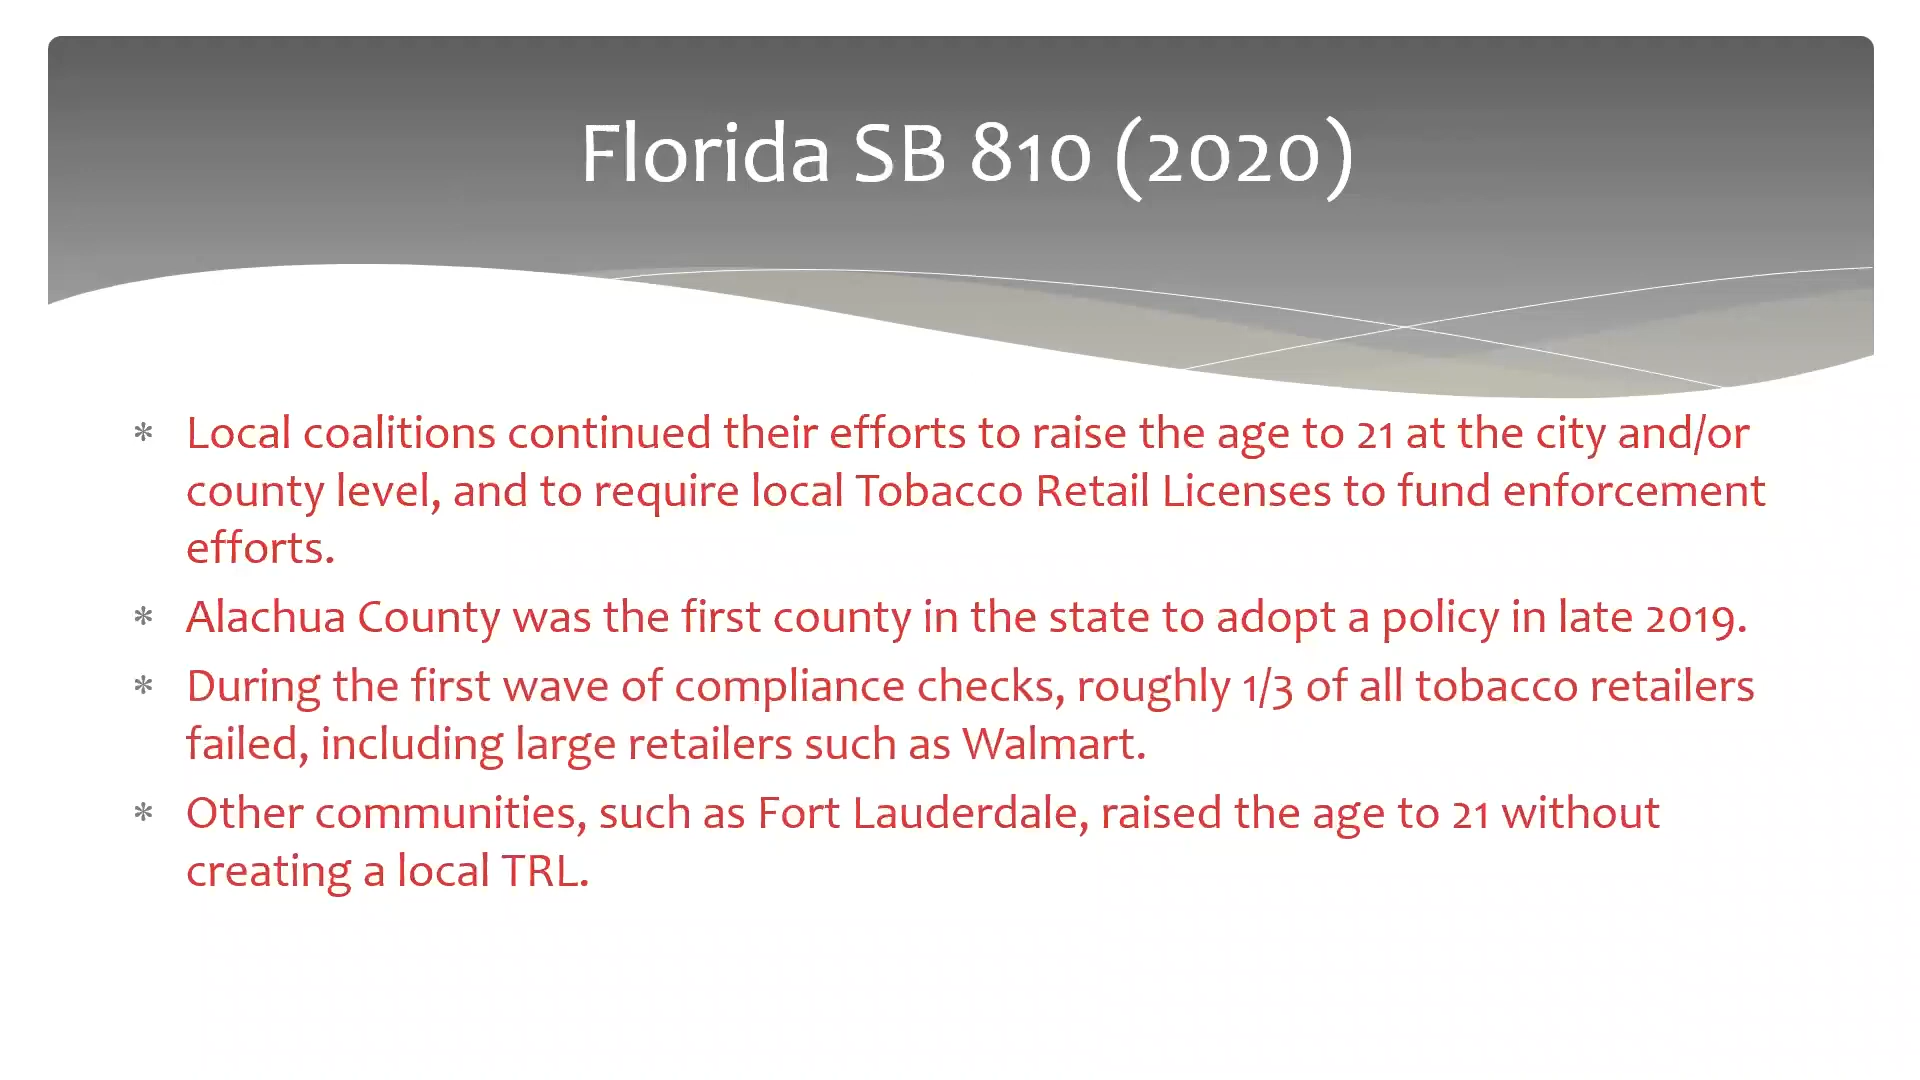 Florida SB 810 (2020)
* Local coalitions continued their efforts to raise the age to 21 at the city and/or
county level, and to require local Tobacco Retail Licenses to fund enforcement
efforts.
* Alachua County was the first county in the state to adopt a policy in late 2019.
* During the first wave of compliance checks, roughly 1/3 of all tobacco retailers
failed, including large retailers such as Walmart.
* Other communities, such as Fort Lauderdale, raised the age to 21 without
creating a local TRL.